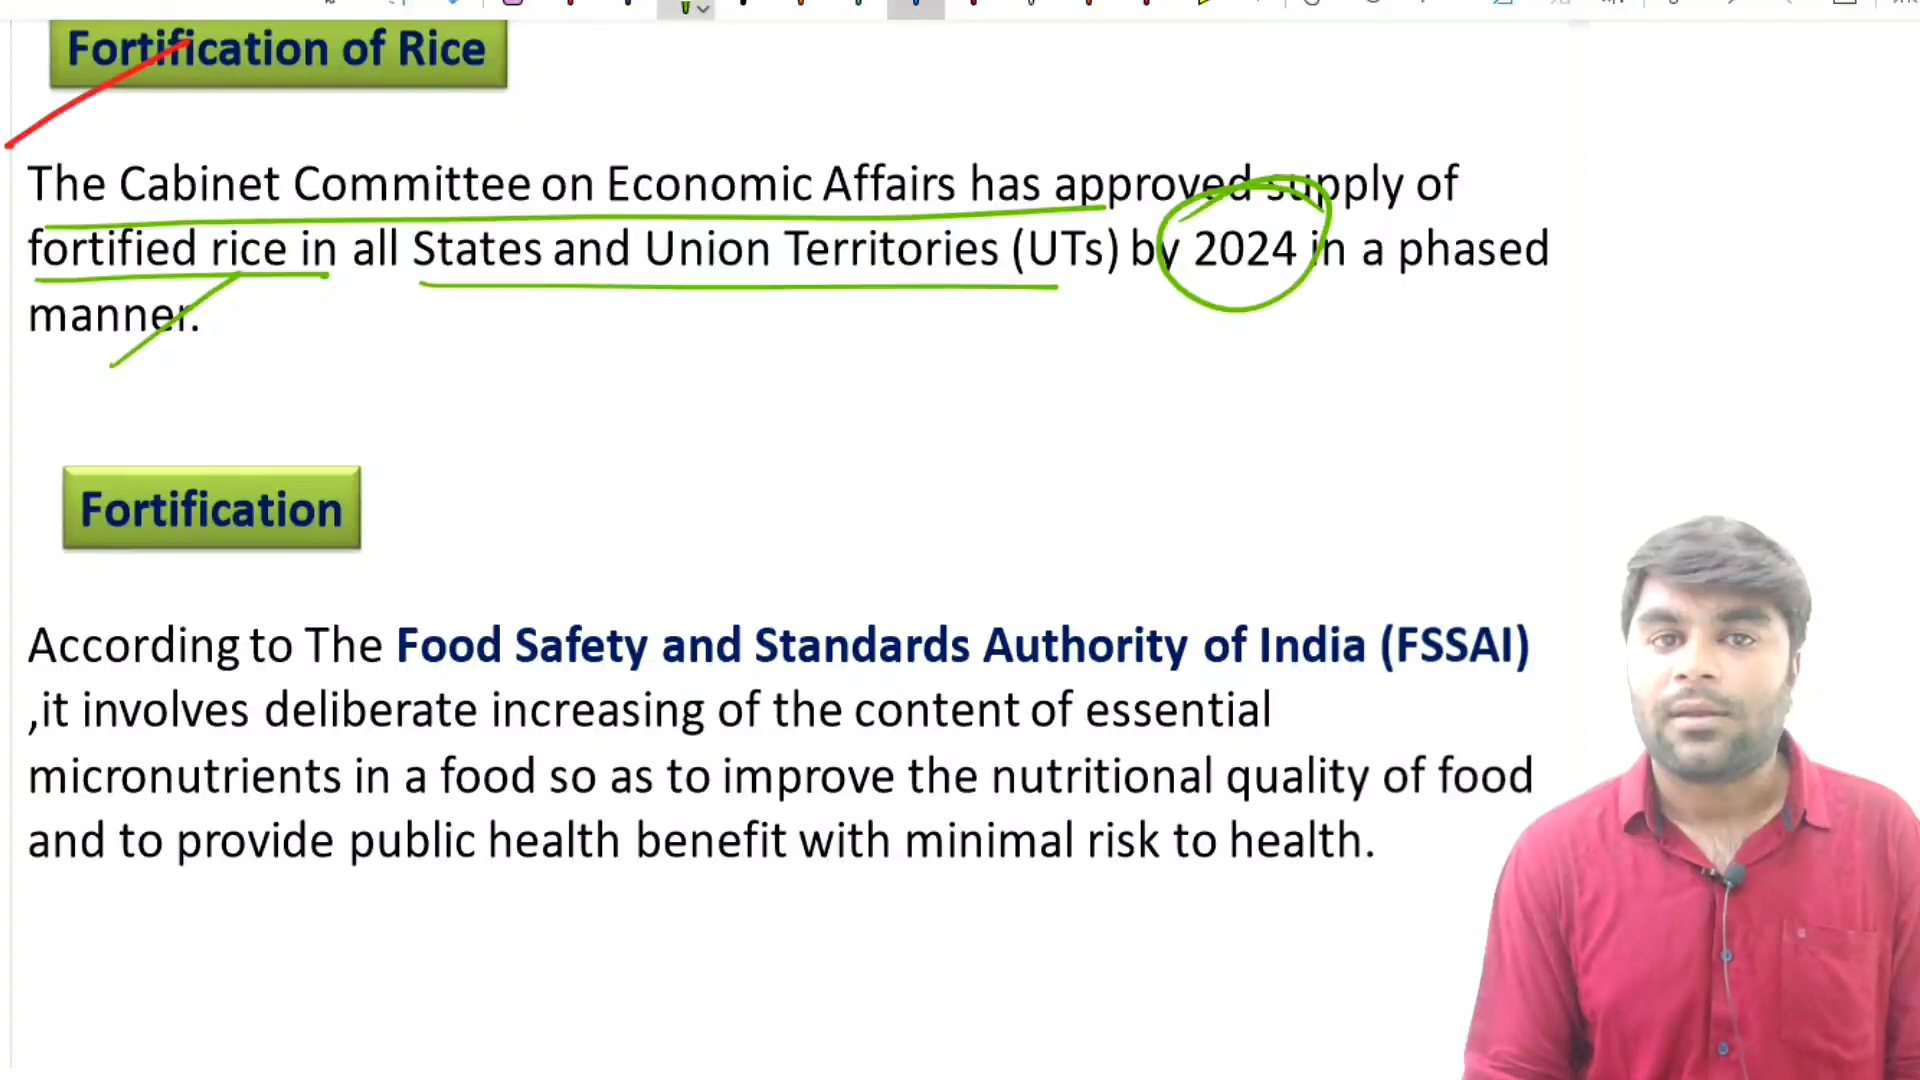 Fortification of Rice
The Cabinet Committee on Economic Affairs has approved supply of
fortified rice in all States and Union Territories (UTs) by 2024 in a phased
manner.
Fortification
According to The Food Safety and Standards Authority of India (FSSAI)
,it involves deliberate increasing of the content of essential
micronutrients in a food so as to improve the nutritional quality of food
and to provide public health benefit with minimal risk to health.